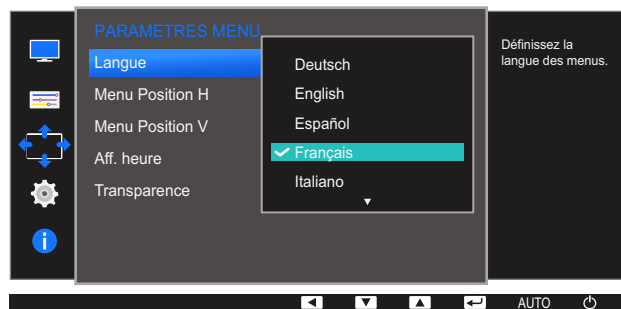 PARAMETRES MENU
Langue
Menu Position H
Menu Position V
Aff. heure
Transparence
Deutsch
English
Español
Français
Italiano
Définissez la
langue des menus.
AUTO